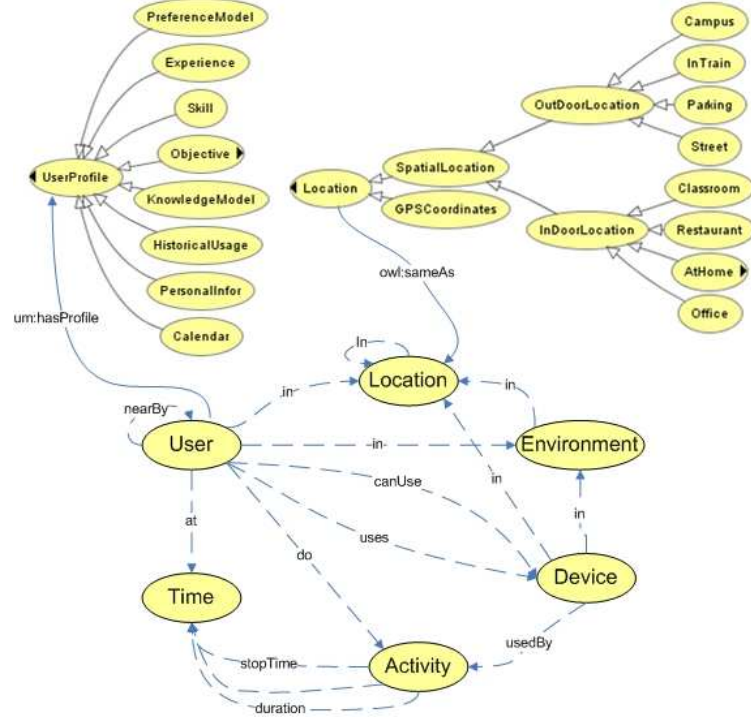 PreferenceModel
Experience
Skill
Objective
UserProfile
KnowledgeModel
HistoricalUsage
PersonalInfor
Calendar
um:hasProfile
Campus
InTrain
OutDoorLocation
Parking
Street
SpatialLocation
Location
GPSCoordinates
Classroom
InDoorLocation
Restaurant
AtHome
Office
owl:sameAs
In
Location
in
in
nearBy
User
in
Environment
canUse
in
in
at
uses
do
Time
Device
usedBy
stopTime
Activity
duration